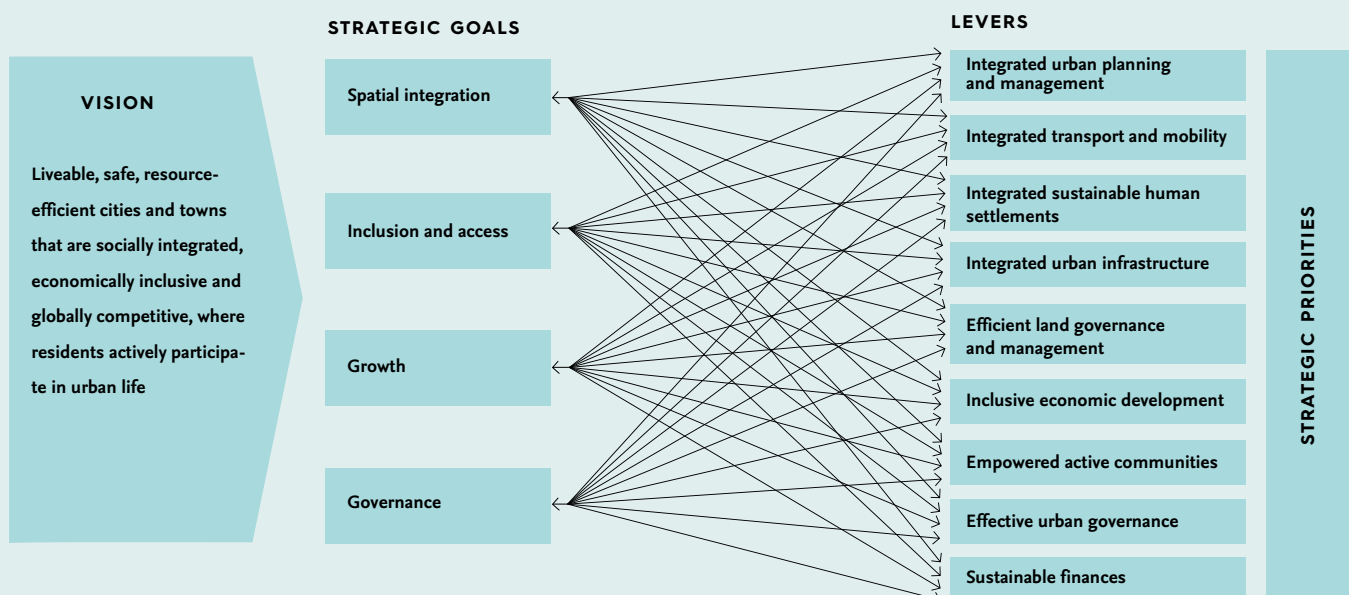 VISION
Liveable, safe, resource-
efficient cities and towns
that are socially integrated,
economically inclusive and
globally competitive, where
residents actively participa-
te in urban life
STRATEGIC GOALS
Spatial integration
Inclusion and access
Growth
Governance
LEVERS
Integrated urban planning
and management
Integrated transport and mobility
Integrated sustainable human
settlements
Integrated urban infrastructure
Efficient land governance
and management
Inclusive economic development
Empowered active communities
Effective urban governance
Sustainable finances
STRATEGIC PRIORITIES